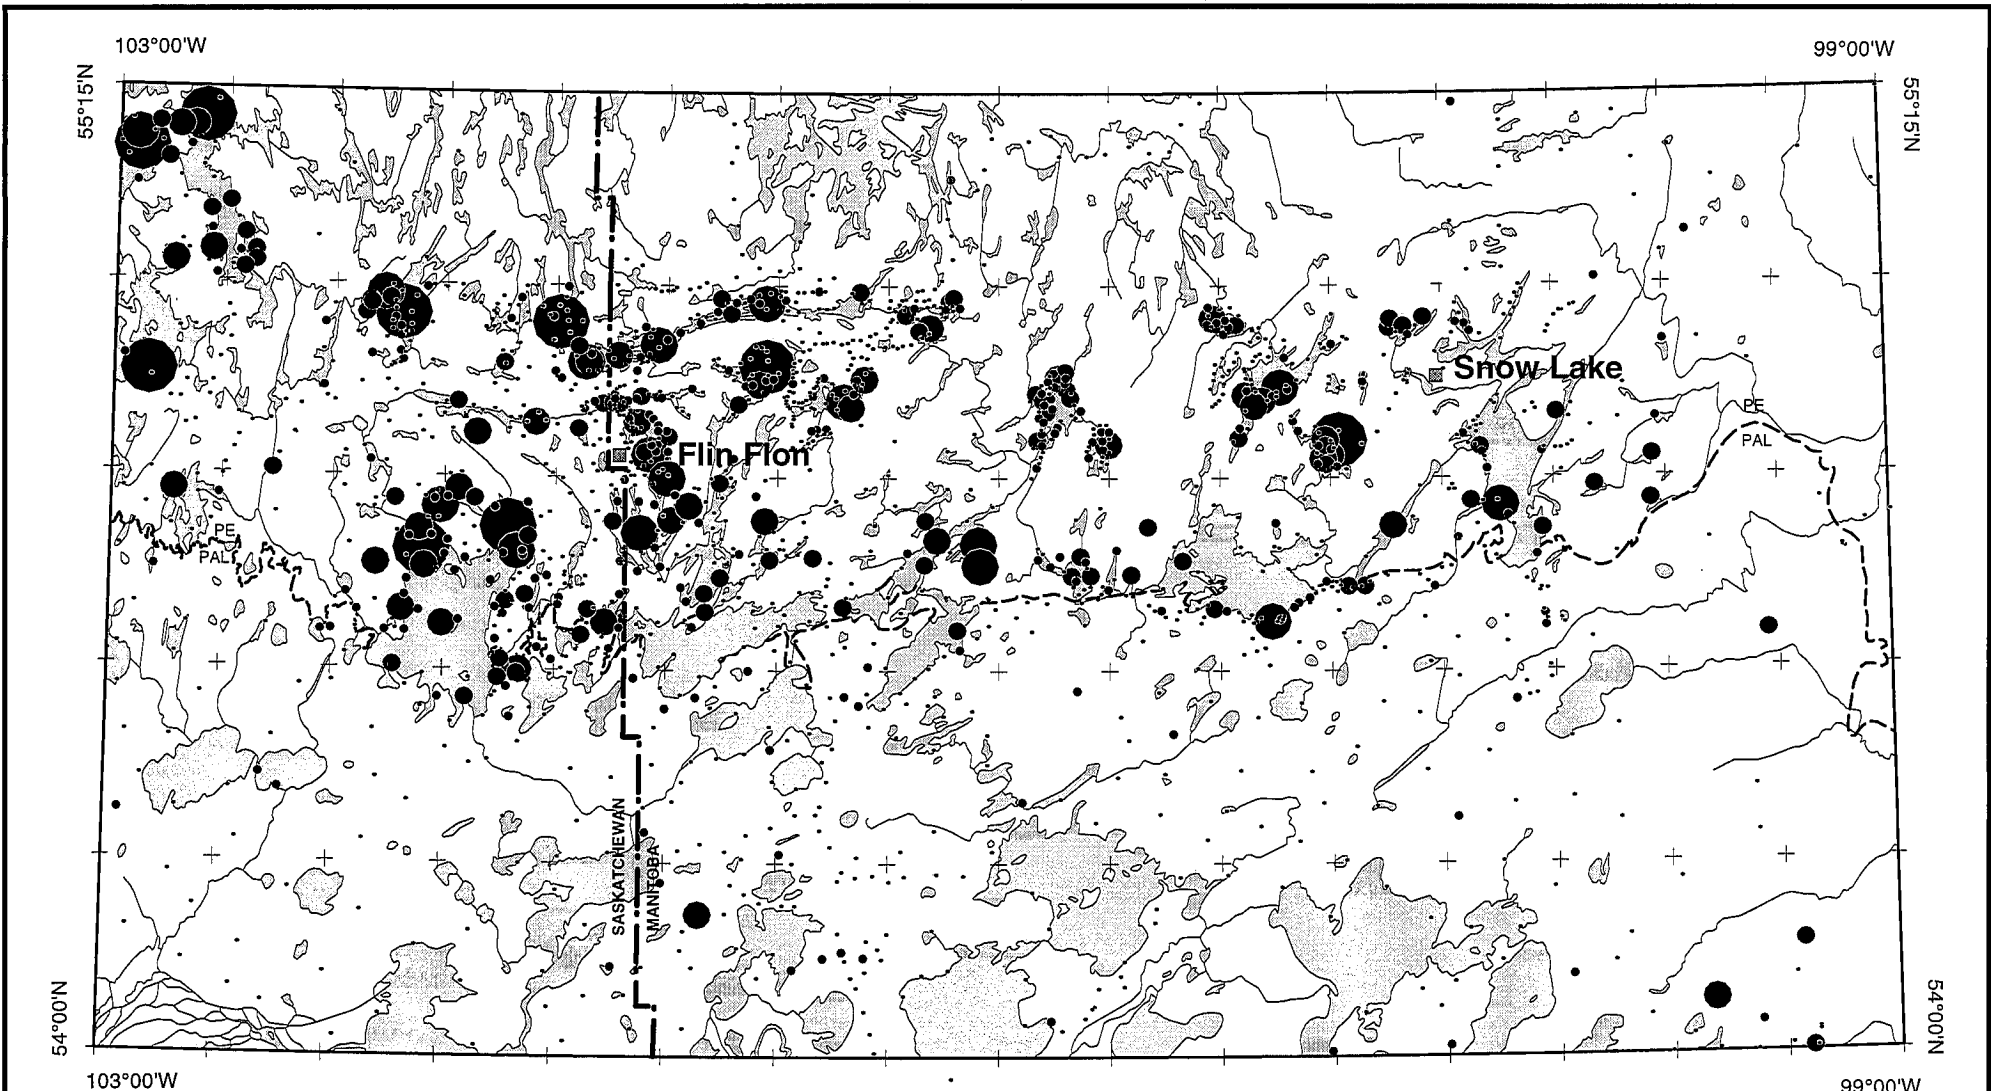 103°00'W
99°00'W
55°15'N
55°15'N
Snow Lake
PE
PAL
Flin Flon
PE
PAL
SASKATCHEWAN
MANITOBA
54°00'N
54°00'N
103°00'W
99°00'W